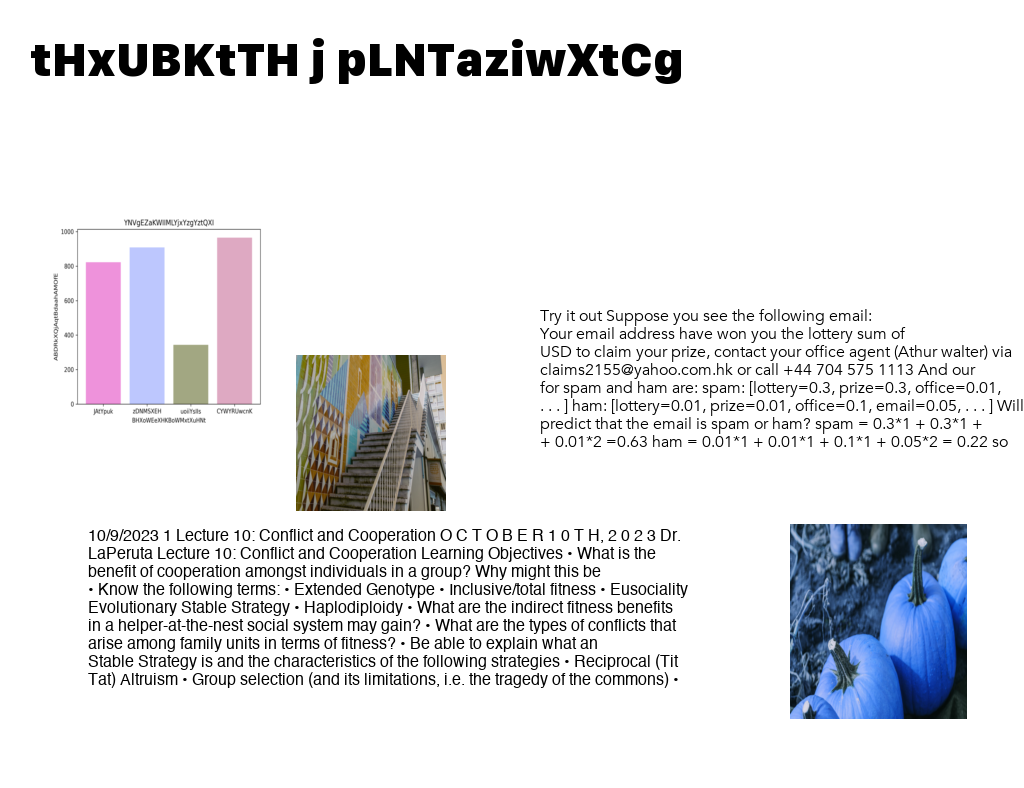 tHxUBKtTH j pLNTaziwXtCg
YNVgEZaKWIIMLYjxYzgYztQXI
1000
800
600
400
200
0
JAtYpuk zDNMSXEH uoiiYslls CYWYRUwcnK
Try it out Suppose you see the following email:
Your email address have won you the lottery sum of
USD to claim your prize, contact your office agent (Athur walter) via
claims2155@yahoo.com.hk or call +44 704 575 1113 And our
for spam and ham are: spam: [lottery=0.3, prize=0.3, office=0.01,
. . . ] ham: [lottery=0.01, prize=0.01, office=0.1, email=0.05, . . . ] Will
predict that the email is spam or ham? spam = 0.3*1 + 0.3*1 +
+ 0.01*2 =0.63 ham = 0.01*1 + 0.01*1 + 0.1*1 + 0.05*2 = 0.22 so
10/9/2023 1 Lecture 10: Conflict and Cooperation O C T O B E R 1 0 T H, 2 0 2 3 Dr.
LaPeruta Lecture 10: Conflict and Cooperation Learning Objectives • What is the
benefit of cooperation amongst individuals in a group? Why might this be
• Know the following terms: • Extended Genotype • Inclusive/total fitness • Eusociality
Evolutionary Stable Strategy • Haplodiploidy • What are the indirect fitness benefits
in a helper-at-the-nest social system may gain? • What are the types of conflicts that
arise among family units in terms of fitness? • Be able to explain what an
Stable Strategy is and the characteristics of the following strategies • Reciprocal (Tit
Tat) Altruism • Group selection (and its limitations, i.e. the tragedy of the commons) •